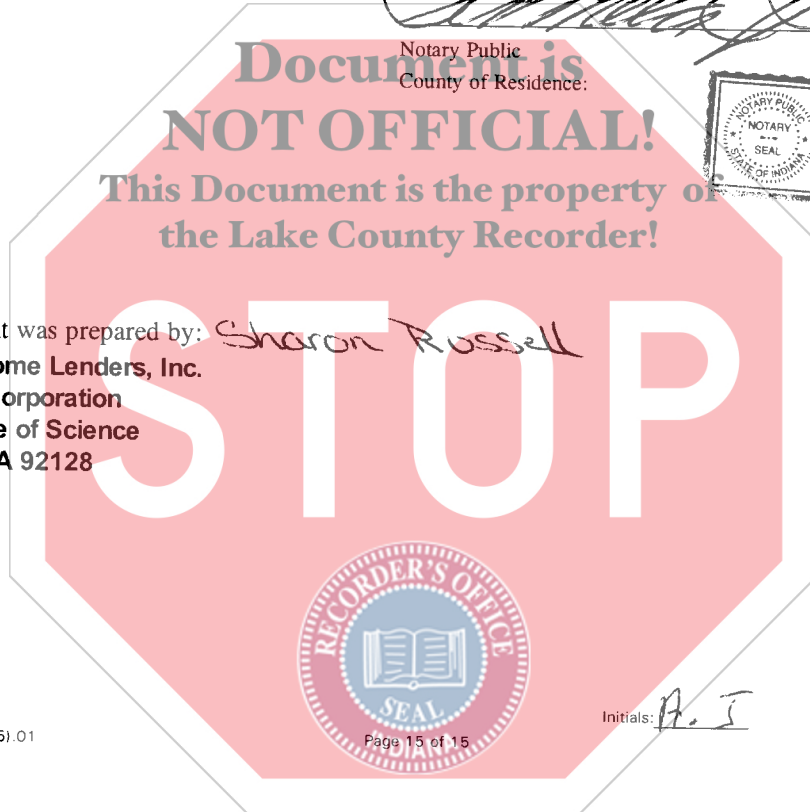 Document is
Notary Public
County of Residence:
NOT OFFICIAL!
NOTARY PUBLIC
NOTARY
SEAL
STATE OF INDIANA
This Document is the property of
the Lake County Recorder!
STOP
t was prepared by: Sharon Russell
ome Lenders, Inc.
orporation
e of Science
A 92128
RECORDER'S OFFICE
SEAL
INDIANA
Initials: A. J
5).01
Page 15 of 15